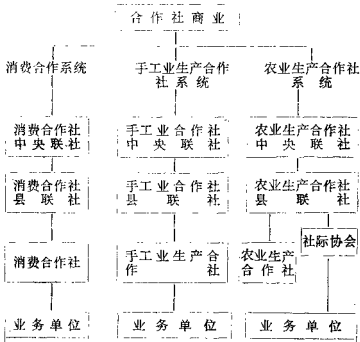 合作社商业
消费合作系统
手工业生产合作
社系统
农业生产合作社
系统
消费合作社
中央联社
手工业合作社
中央联社
农业生产合作社
中央联社
消费合作社
县联社
手工业合作社
县联社
农业生产合作社
县联社
社际协会
消费合作社
手工业生产合
作社
农业生产
合作社
业务单位
业务单位
业务单位